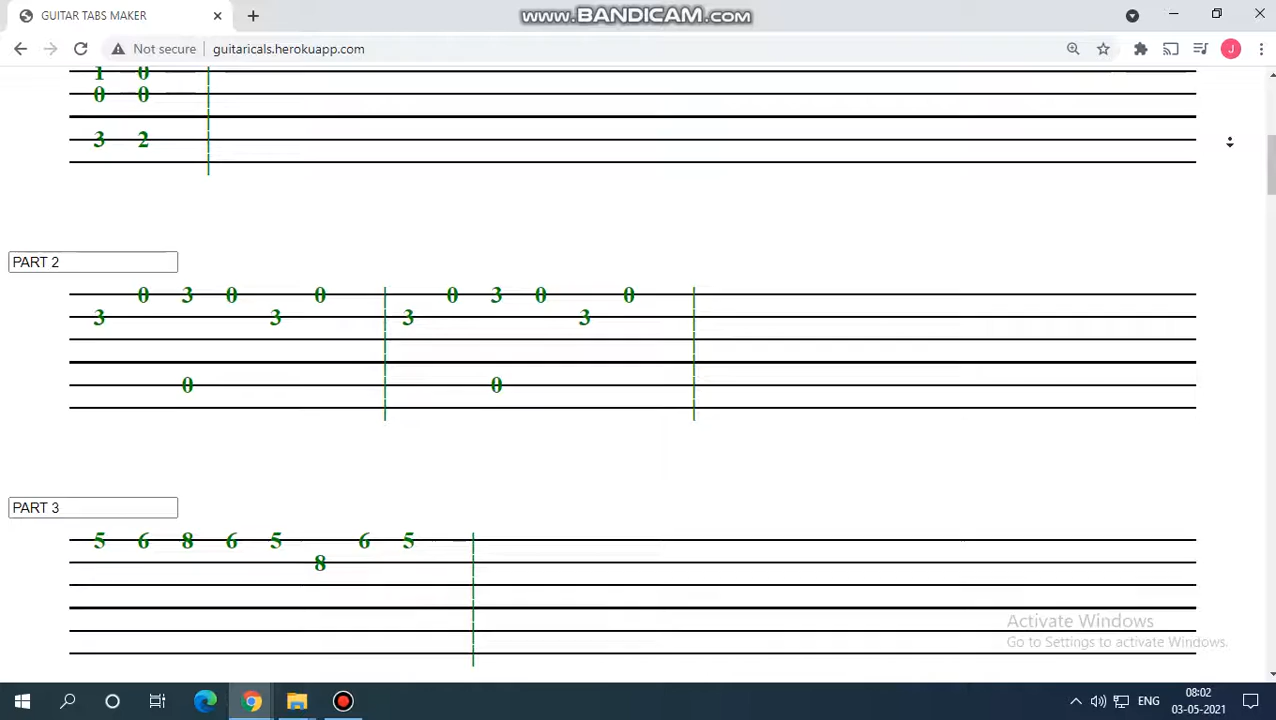 GUITAR TABS MAKER
www.BANDICAM.com
Not secure
guitaricals.herokuapp.com
J
1 0
0 0
3 2
PART 2
0 3 0 0 0 3 0 0
3 3 3 3
0 0
PART 3
5 6 8 6 5 6 5
8
Activate Windows
Go to Settings to activate Windows.
ENG
08:02
03-05-2021